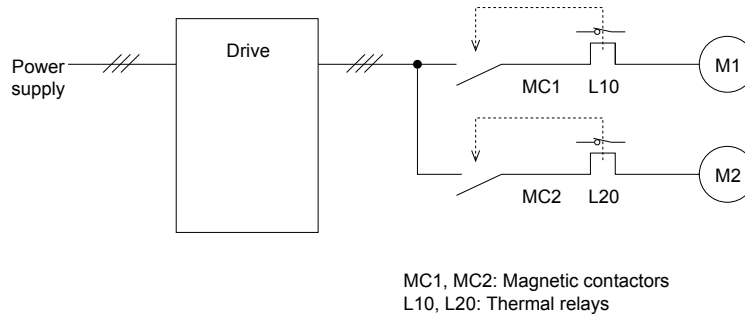 Power
supply
Drive
MC1
L10
M1
MC2
L20
M2
MC1, MC2: Magnetic contactors
L10, L20: Thermal relays